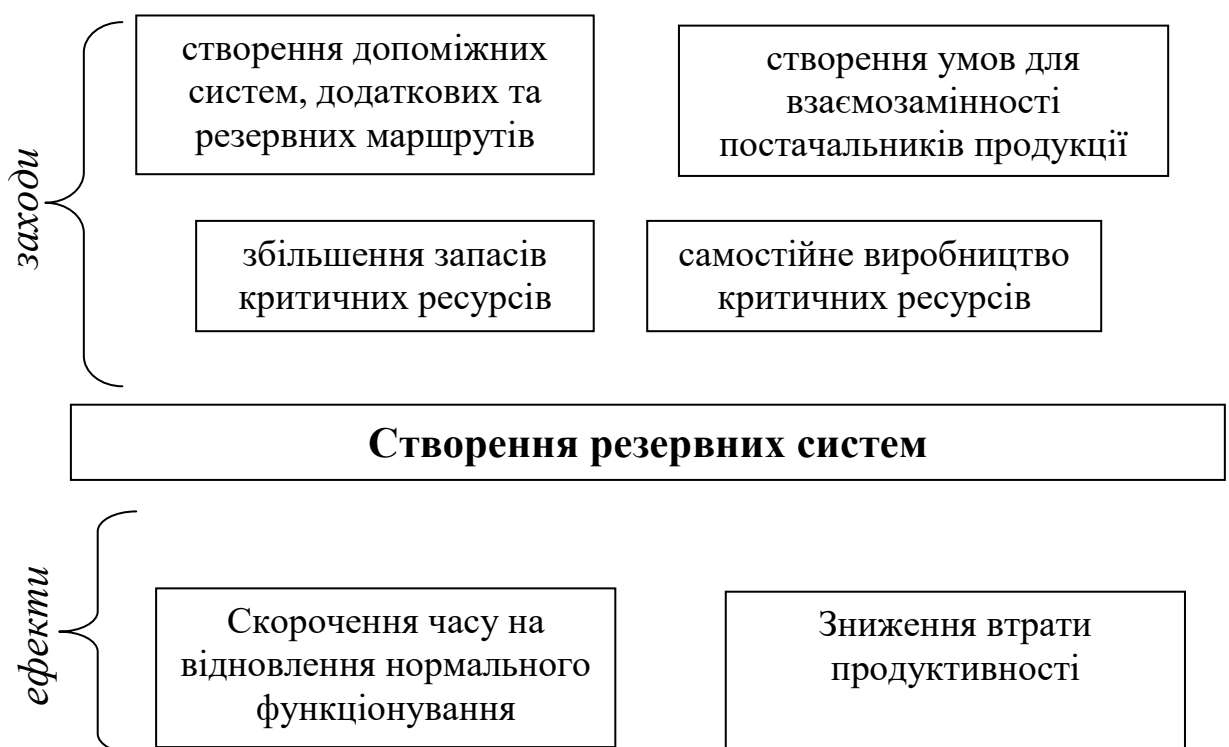 заходи
створення допоміжних
систем, додаткових та
резервних маршрутів
створення умов для
взаємозамінності
постачальників продукції
збільшення запасів
критичних ресурсів
самостійне виробництво
критичних ресурсів
Створення резервних систем
ефекти
Скорочення часу на
відновлення нормального
функціонування
Зниження втрати
продуктивності